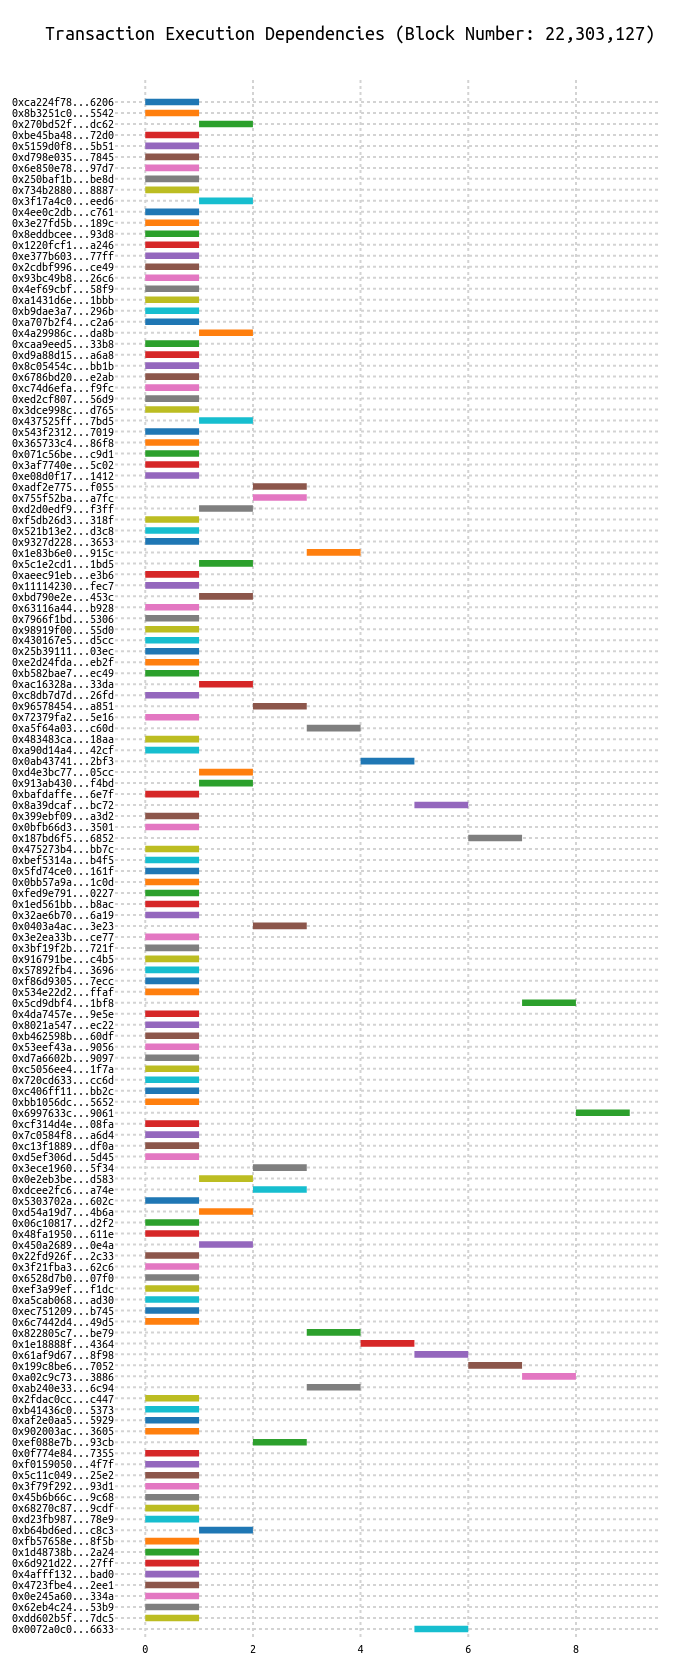 Transaction Execution Dependencies (Block Number: 22,303,127)
0xca224f78...6206
0x8b3251c0...5542
0x270bd52f...dc62
0xbe45ba48...72d0
0x5159d0f8...5b51
0xd798e035...7845
0x6e850e78...97d7
0x250baf1b...be8d
0x734b2880...8887
0x3f17a4c0...eed6
0x4ee0c2db...c761
0x3e27fd5b...189c
0x8eddbcee...93d8
0x1220fcf1...a246
0xe377b603...77ff
0x2cdbf996...ce49
0x93bc49b8...26c6
0x4ef69cbf...58f9
0xa1431d6e...1bbb
0xb9dae3a7...296b
0xa707b2f4...c2a6
0x4a29986c...da8b
0xcaa9eed5...33b8
0xd9a88d15...a6a8
0x8c05454c...bb1b
0x6786bd20...e2ab
0xc74d6efa...f9fc
0xed2cf807...56d9
0x3dce998c...d765
0x437525ff...7bd5
0x543f2312...7019
0x365733c4...86f8
0x071c56be...c9d1
0x3af7740e...5c02
0xe08d0f17...1412
0xadf2e775...f055
0x755f52ba...a7fc
0xd2d0edf9...f3ff
0xf5db26d3...318f
0x521b13e2...d3c8
0x9327d228...3653
0x1e83b6e0...915c
0x5c1e2cd1...1bd5
0xaeec91eb...e3b6
0x11114230...fec7
0xbd790e2e...453c
0x63116a44...b928
0x7966f1bd...5306
0x98919f00...55d0
0x430167e5...d5cc
0x25b39111...03ec
0xe2d24fda...eb2f
0xb582bae7...ec49
0xac16328a...33da
0xc8db7d7d...26fd
0x96578454...a851
0x72379fa2...5e16
0xa5f64a03...c60d
0x483483ca...18aa
0xa90d14a4...42cf
0x0ab43741...2bf3
0xd4e3bc77...05cc
0x913ab430...f4bd
0xbafdaffe...6e7f
0x8a39dcaf...bc72
0x399ebf09...a3d2
0x0bfb66d3...3501
0x187bd6f5...6852
0x475273b4...bb7c
0xbef5314a...b4f5
0x5fd74ce0...161f
0x0bb57a9a...1c0d
0xfed9e791...0227
0x1ed561bb...b8ac
0x32ae6b70...6a19
0x0403a4ac...3e23
0x3e2ea33b...ce77
0x3bf19f2b...721f
0x916791be...c4b5
0x57892fb4...3696
0xf86d9305...7ecc
0x534e22d2...ffaf
0x5cd9dbf4...1bf8
0x4da7457e...9e5e
0x8021a547...ec22
0xb462598b...60df
0x53eef43a...9056
0xd7a6602b...9097
0xc5056ee4...1f7a
0x720cd633...cc6d
0xc406ff11...bb2c
0xbb1056dc...5652
0x6997633c...9061
0xcf314d4e...08fa
0x7c0584f8...a6d4
0xc13f1889...df0a
0xd5ef306d...5d45
0x3ece1960...5f34
0x0e2eb3be...d583
0xdcee2fc6...a74e
0x5303702a...602c
0xd54a19d7...4b6a
0x06c10817...d2f2
0x48fa1950...611e
0x450a2689...0e4a
0x22fd926f...2c33
0x3f21fba3...62c6
0x6528d7b0...07f0
0xef3a99ef...f1dc
0xa5cab068...ad30
0xec751209...b745
0x6c7442d4...49d5
0x822805c7...be79
0x1e18888f...4364
0x61af9d67...8f98
0x199c8be6...7052
0xa02c9c73...3886
0xab240e33...6c94
0x2fdac0cc...c447
0xb41436c0...5373
0xaf2e0aa5...5929
0x902003ac...3605
0xef088e7b...93cb
0x0f774e84...7355
0xf0159050...4f7f
0x5c11c049...25e2
0x3f79f292...93d1
0x45b6b66c...9c68
0x68270c87...9cdf
0xd23fb987...78e9
0xb64bd6ed...c8c3
0xfb57658e...8f5b
0x1d48738b...2a24
0x6d921d22...27ff
0x4afff132...bad0
0x4723fbe4...2ee1
0x0e245a60...334a
0x62eb4c24...53b9
0xdd602b5f...7dc5
0x0072a0c0...6633
0 2 4 6 8